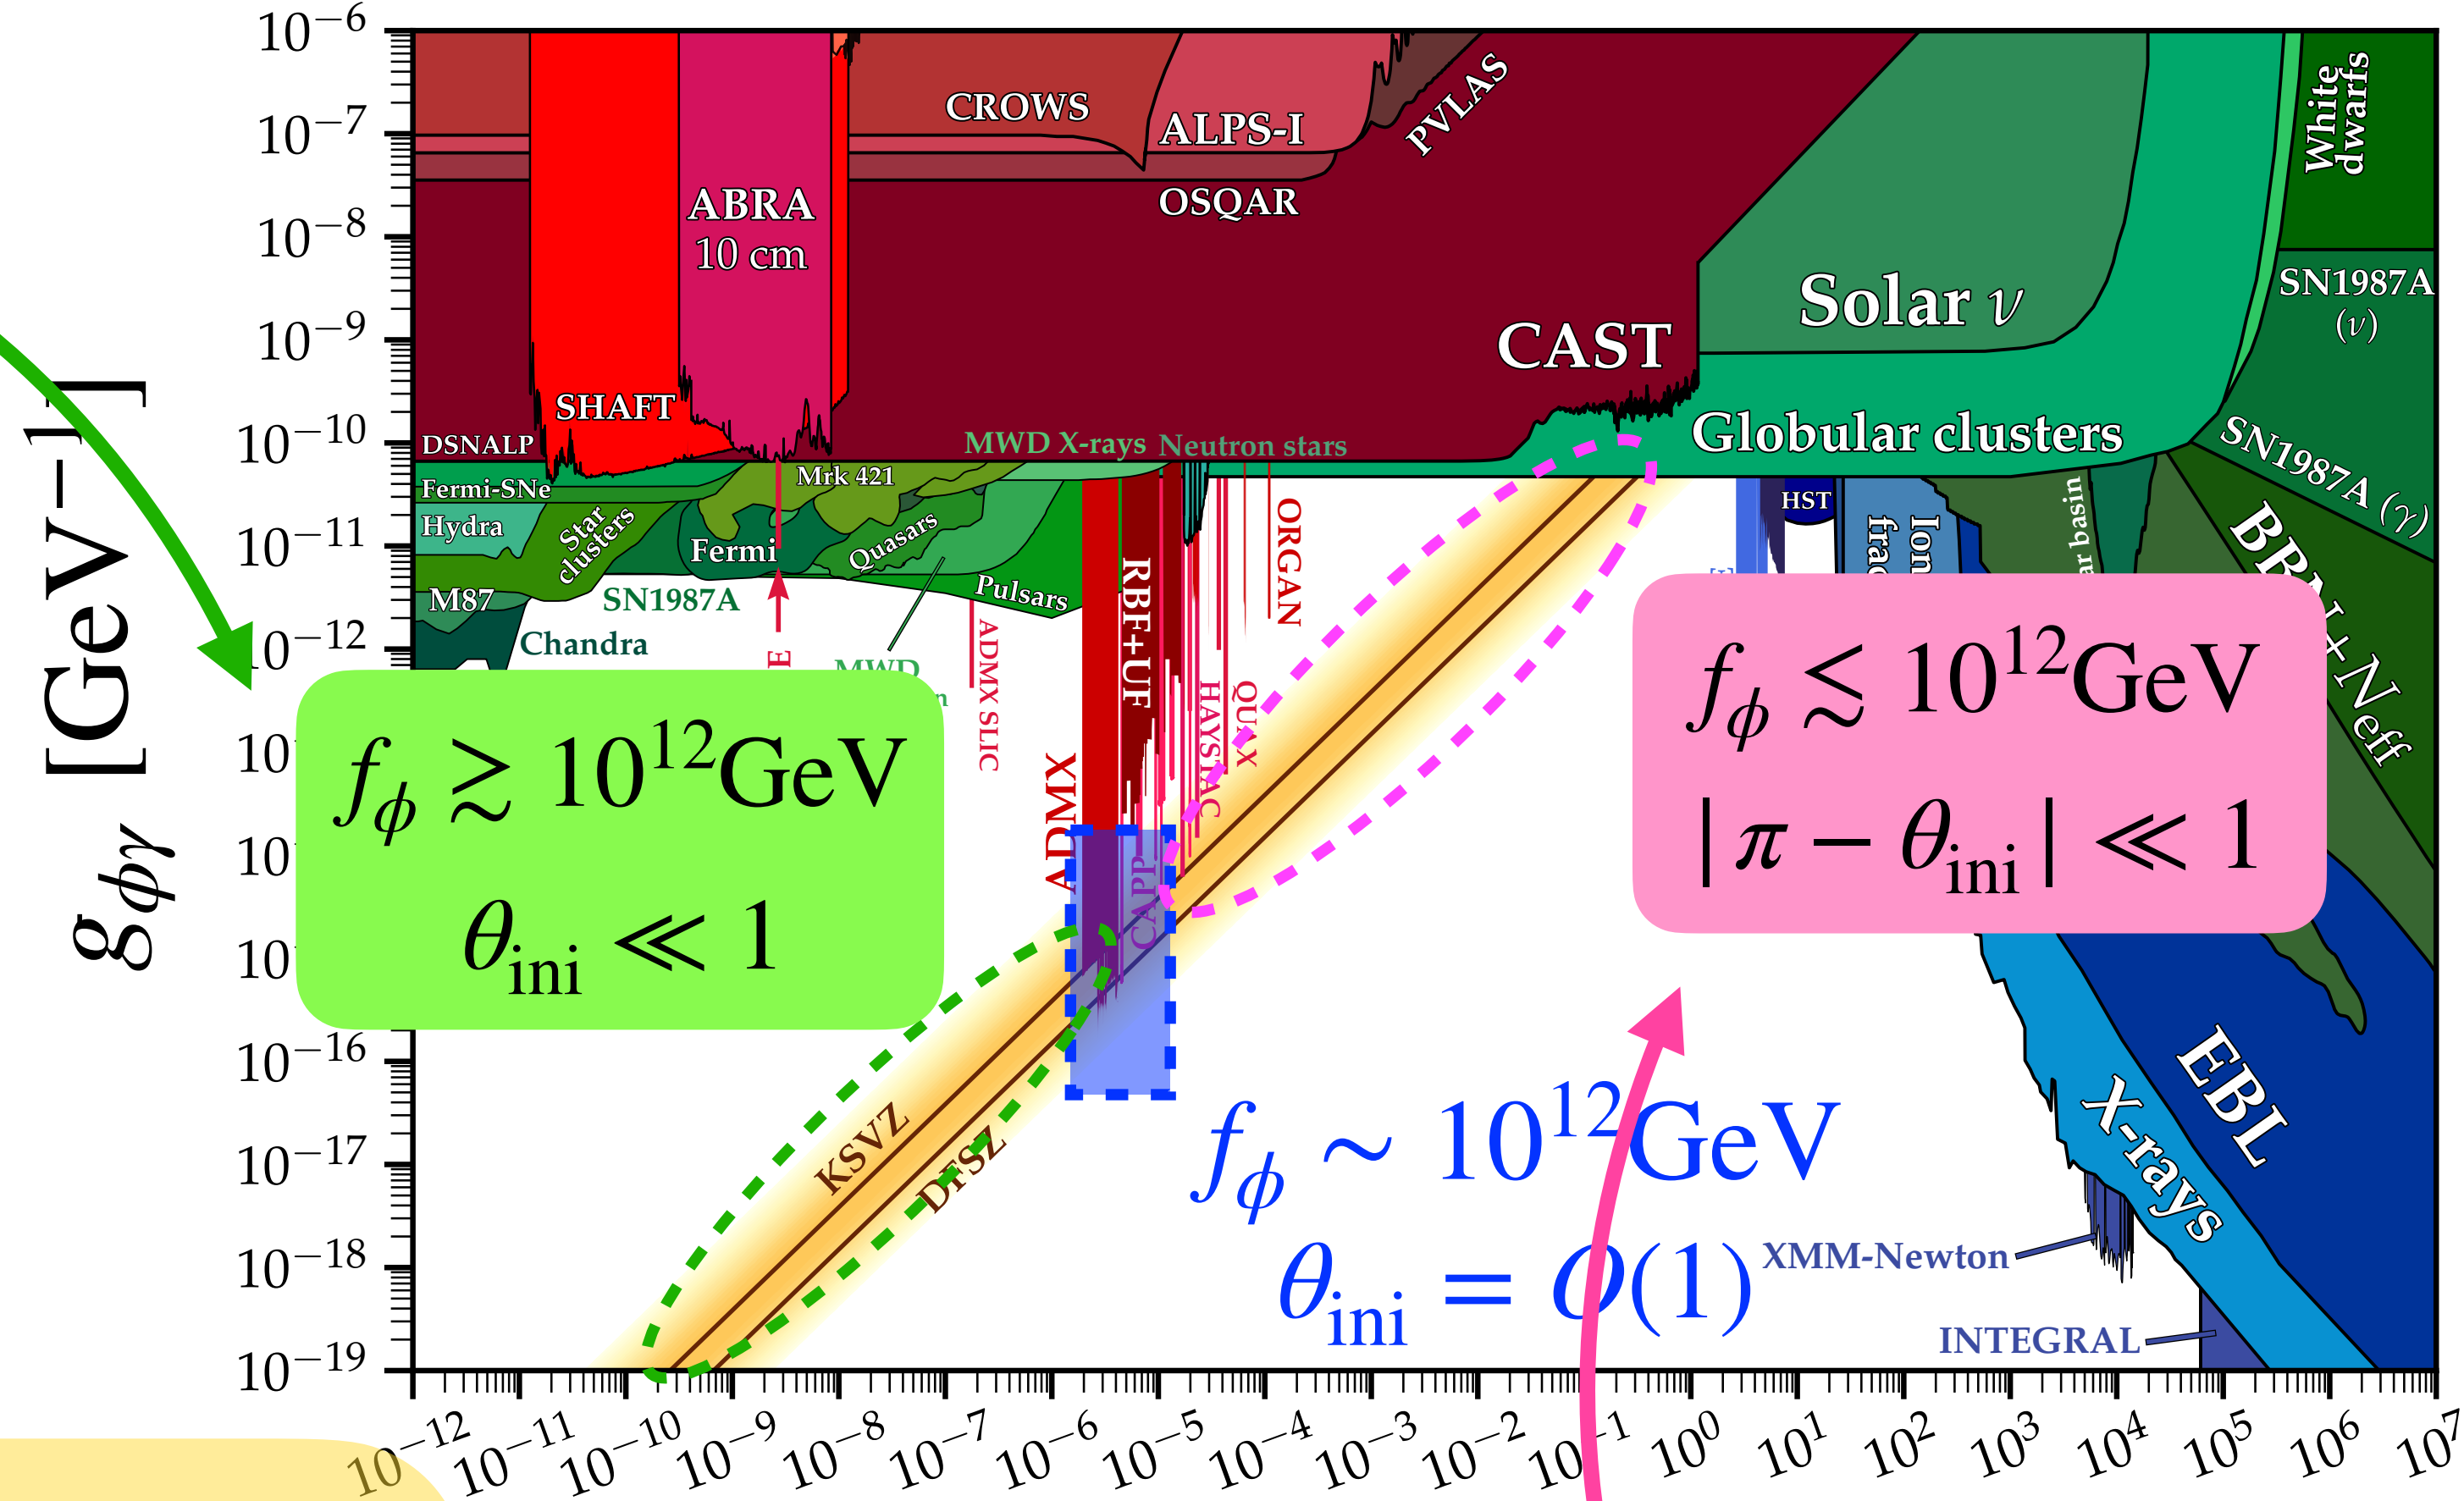 10⁻⁶
10⁻⁷
10⁻⁸
10⁻⁹
10⁻¹⁰
10⁻¹¹
10⁻¹⁶
10⁻¹⁷
10⁻¹⁸
10⁻¹⁹
g_ϕγ [GeV⁻¹]
CROWS
ALPS-I
PVLAS
OSQAR
ABRA
10 cm
SHAFT
CAST
Solar ν
Globular clusters
White
dwarfs
SN1987A
(ν)
SN1987A (γ)
DSNALP
MWD X-rays
Neutron stars
Fermi-SNe
Mrk 421
Hydra
Star
clusters
Fermi
Quasars
M87
SN1987A
Pulsars
Chandra
MWD
ADMX SLIC
RBF+UF
ORGAN
HAYSTAC
QUAX
ADMX
CAPP
HST
BBN+N_eff
EBL
X-rays
XMM-Newton
INTEGRAL
KSVZ
DFSZ
f_ϕ ≳ 10¹²GeV
θ_ini ≪ 1
f_ϕ ≲ 10¹²GeV
|π − θ_ini| ≪ 1
f_ϕ ∼ 10¹²GeV
θ_ini = O(1)
10⁻¹² 10⁻¹¹ 10⁻¹⁰ 10⁻⁹ 10⁻⁸ 10⁻⁷ 10⁻⁶ 10⁻⁵ 10⁻⁴ 10⁻³ 10⁻² 10⁻¹ 10⁰ 10¹ 10² 10³ 10⁴ 10⁵ 10⁶ 10⁷